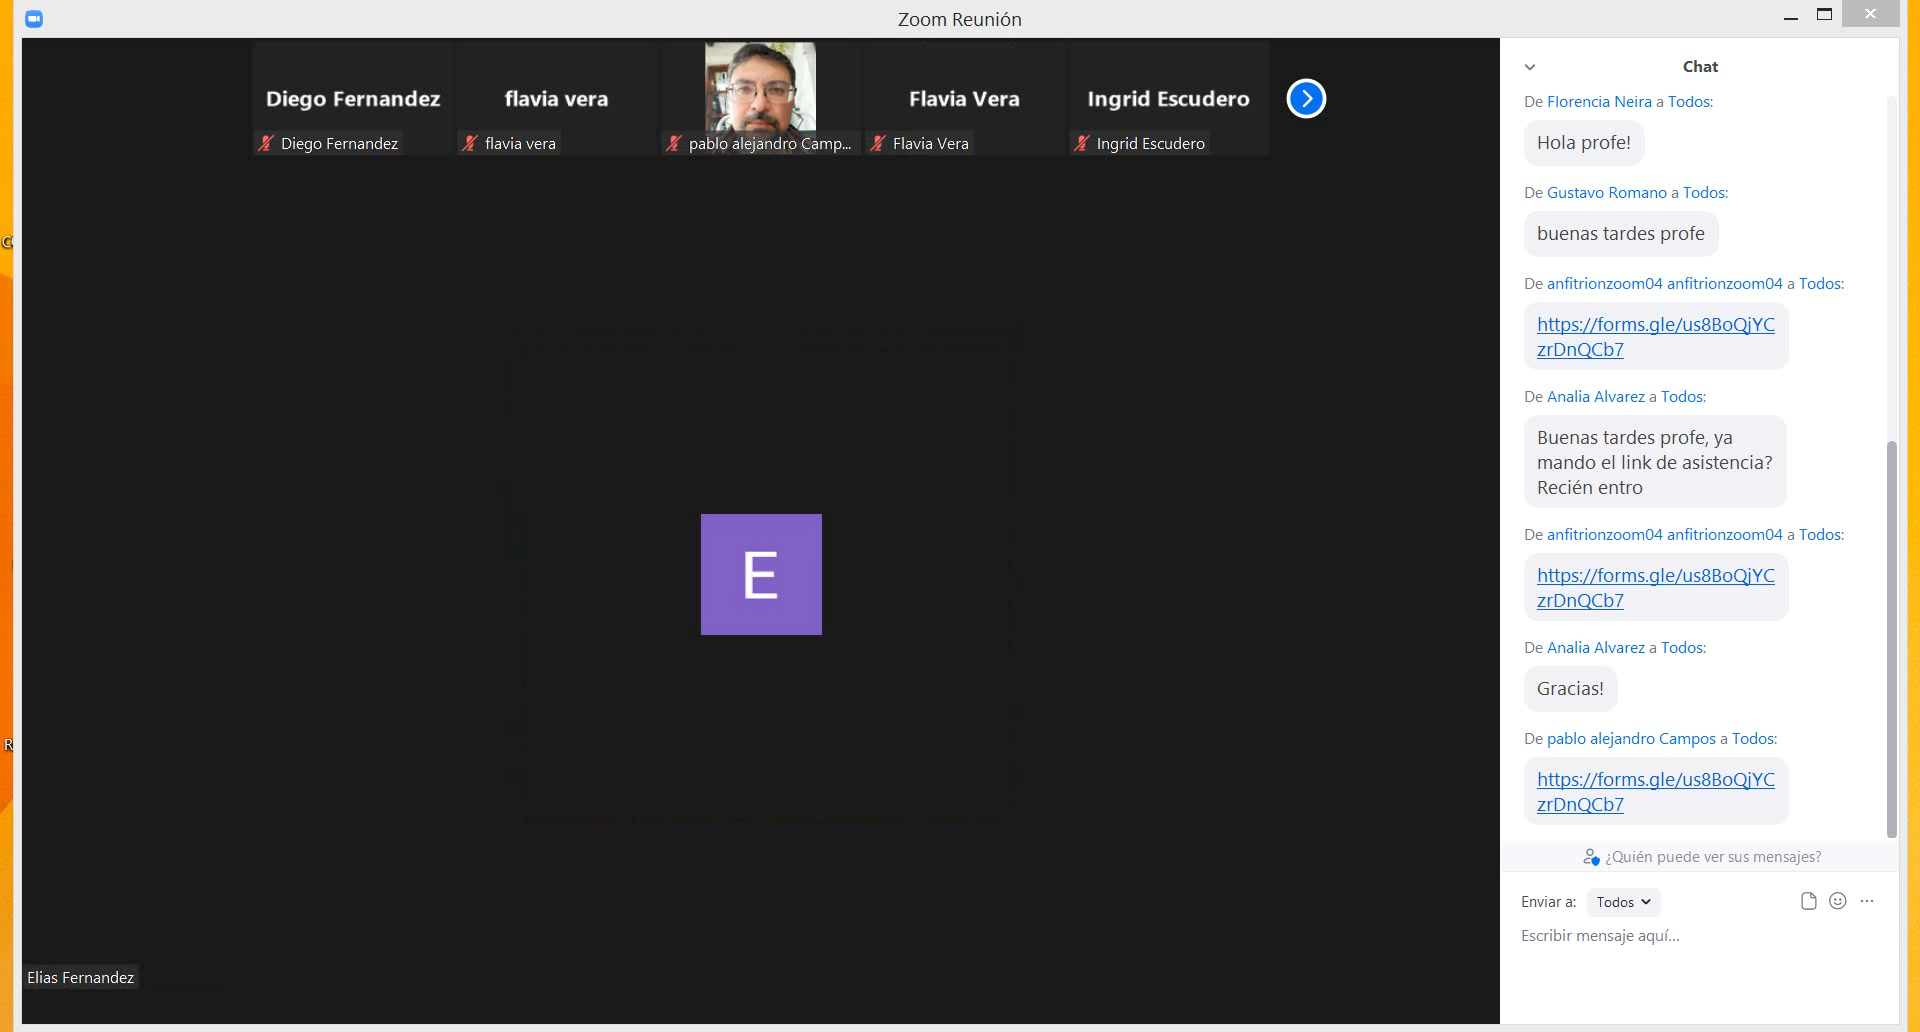 Zoom Reunión
Diego Fernandez
flavia vera
Flavia Vera
Ingrid Escudero
Diego Fernandez
flavia vera
pablo alejandro Camp...
Flavia Vera
Ingrid Escudero
E
Elias Fernandez
Chat
De Florencia Neira a Todos:
Hola profe!
De Gustavo Romano a Todos:
buenas tardes profe
De anfitrionzoom04 anfitrionzoom04 a Todos:
https://forms.gle/us8BoQjYC
zrDnQCb7
De Analia Alvarez a Todos:
Buenas tardes profe, ya
mando el link de asistencia?
Recién entro
De anfitrionzoom04 anfitrionzoom04 a Todos:
https://forms.gle/us8BoQjYC
zrDnQCb7
De Analia Alvarez a Todos:
Gracias!
De pablo alejandro Campos a Todos:
https://forms.gle/us8BoQjYC
zrDnQCb7
¿Quién puede ver sus mensajes?
Enviar a: Todos
Escribir mensaje aquí...